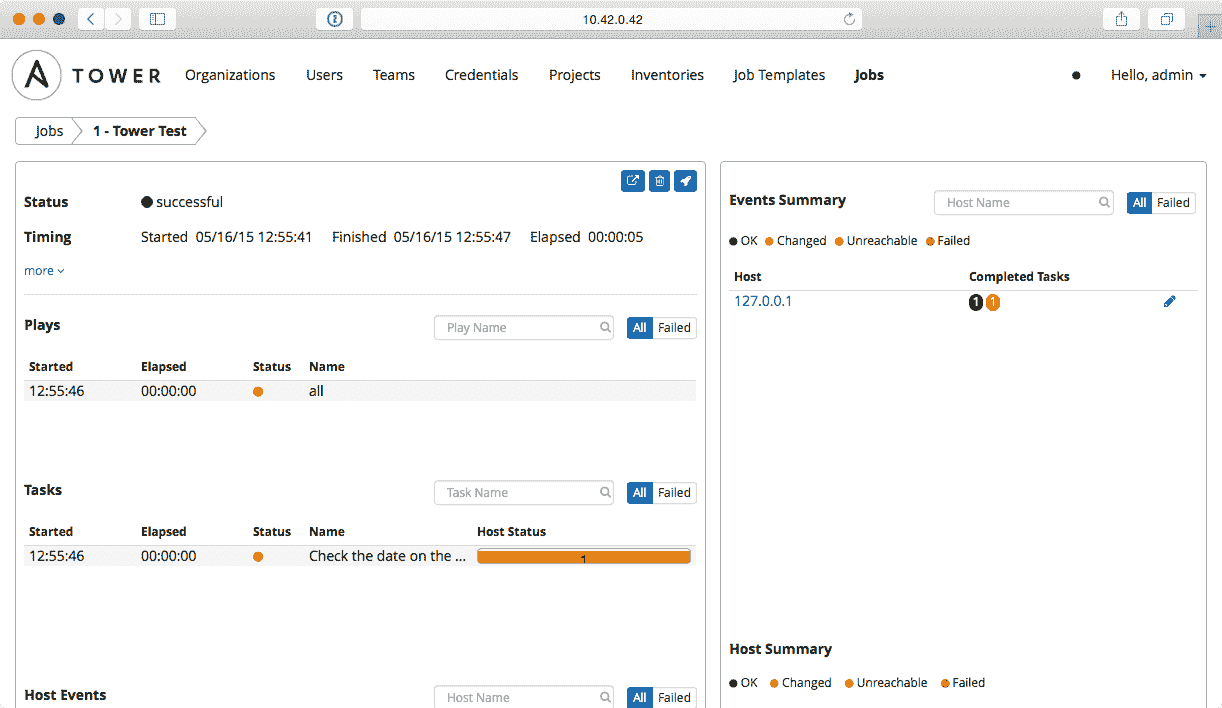 10.42.0.42
TOWER Organizations Users Teams Credentials Projects Inventories Job Templates Jobs Hello, admin
Jobs 1 - Tower Test
Status successful
Timing Started 05/16/15 12:55:41 Finished 05/16/15 12:55:47 Elapsed 00:00:05
more
Plays Play Name All Failed
Started Elapsed Status Name
12:55:46 00:00:00 all
Tasks Task Name All Failed
Started Elapsed Status Name Host Status
12:55:46 00:00:00 Check the date on the ... 1
Host Events Host Name All Failed
Events Summary Host Name All Failed
OK Changed Unreachable Failed
Host Completed Tasks
127.0.0.1 1 1
Host Summary
OK Changed Unreachable Failed